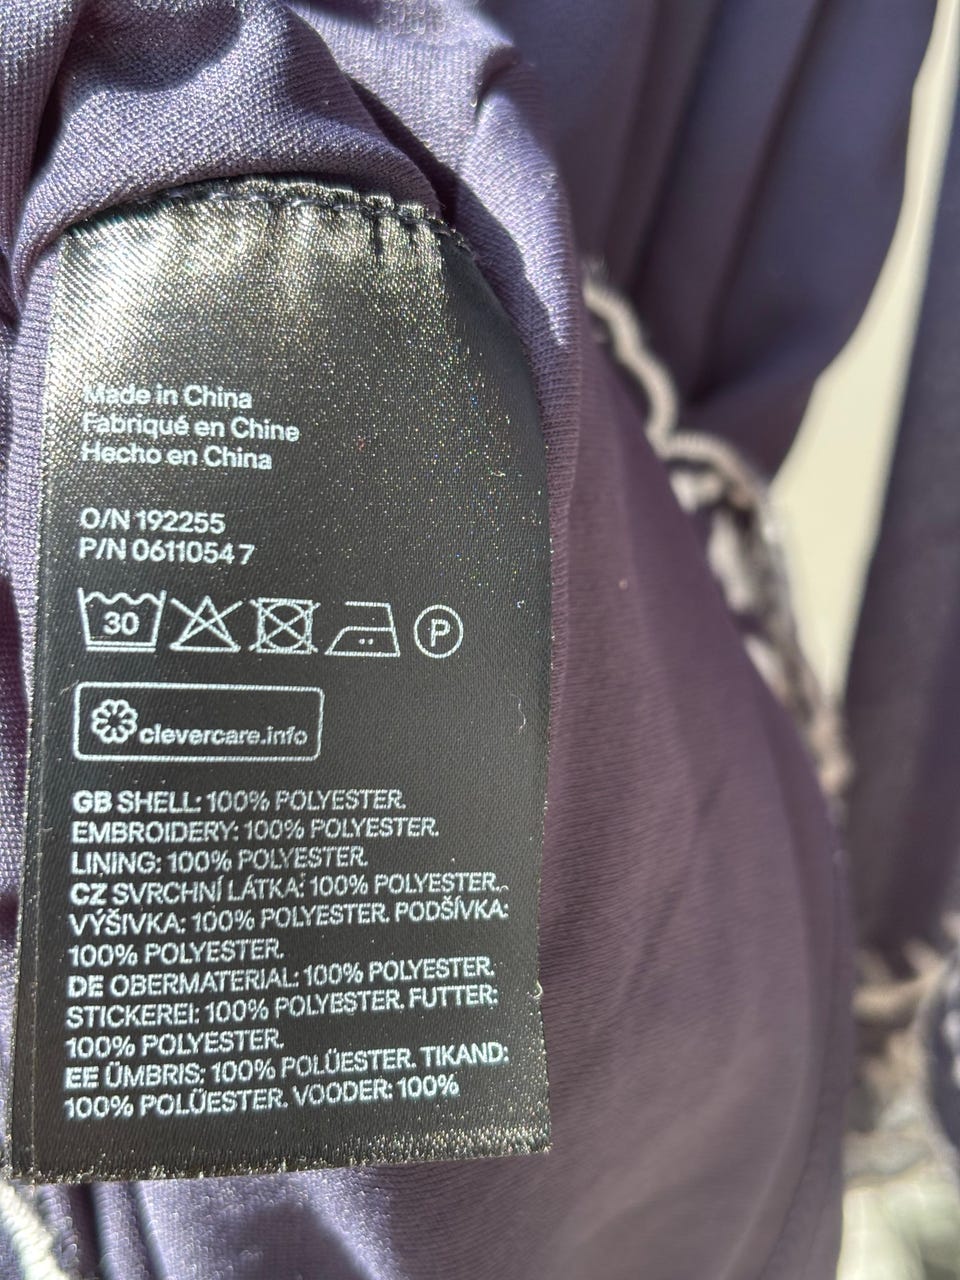 Made in China
Fabriqué en Chine
Hecho en China
O/N 192255
P/N 06110547
30 P
clevercare.info
GB SHELL: 100% POLYESTER.
EMBROIDERY: 100% POLYESTER.
LINING: 100% POLYESTER.
CZ SVRCHNÍ LÁTKA: 100% POLYESTER.
VÝŠIVKA: 100% POLYESTER. PODŠÍVKA:
100% POLYESTER.
DE OBERMATERIAL: 100% POLYESTER.
STICKEREI: 100% POLYESTER. FUTTER:
100% POLYESTER.
EE ÜMBRIS: 100% POLÜESTER. TIKAND:
100% POLÜESTER. VOODER: 100%